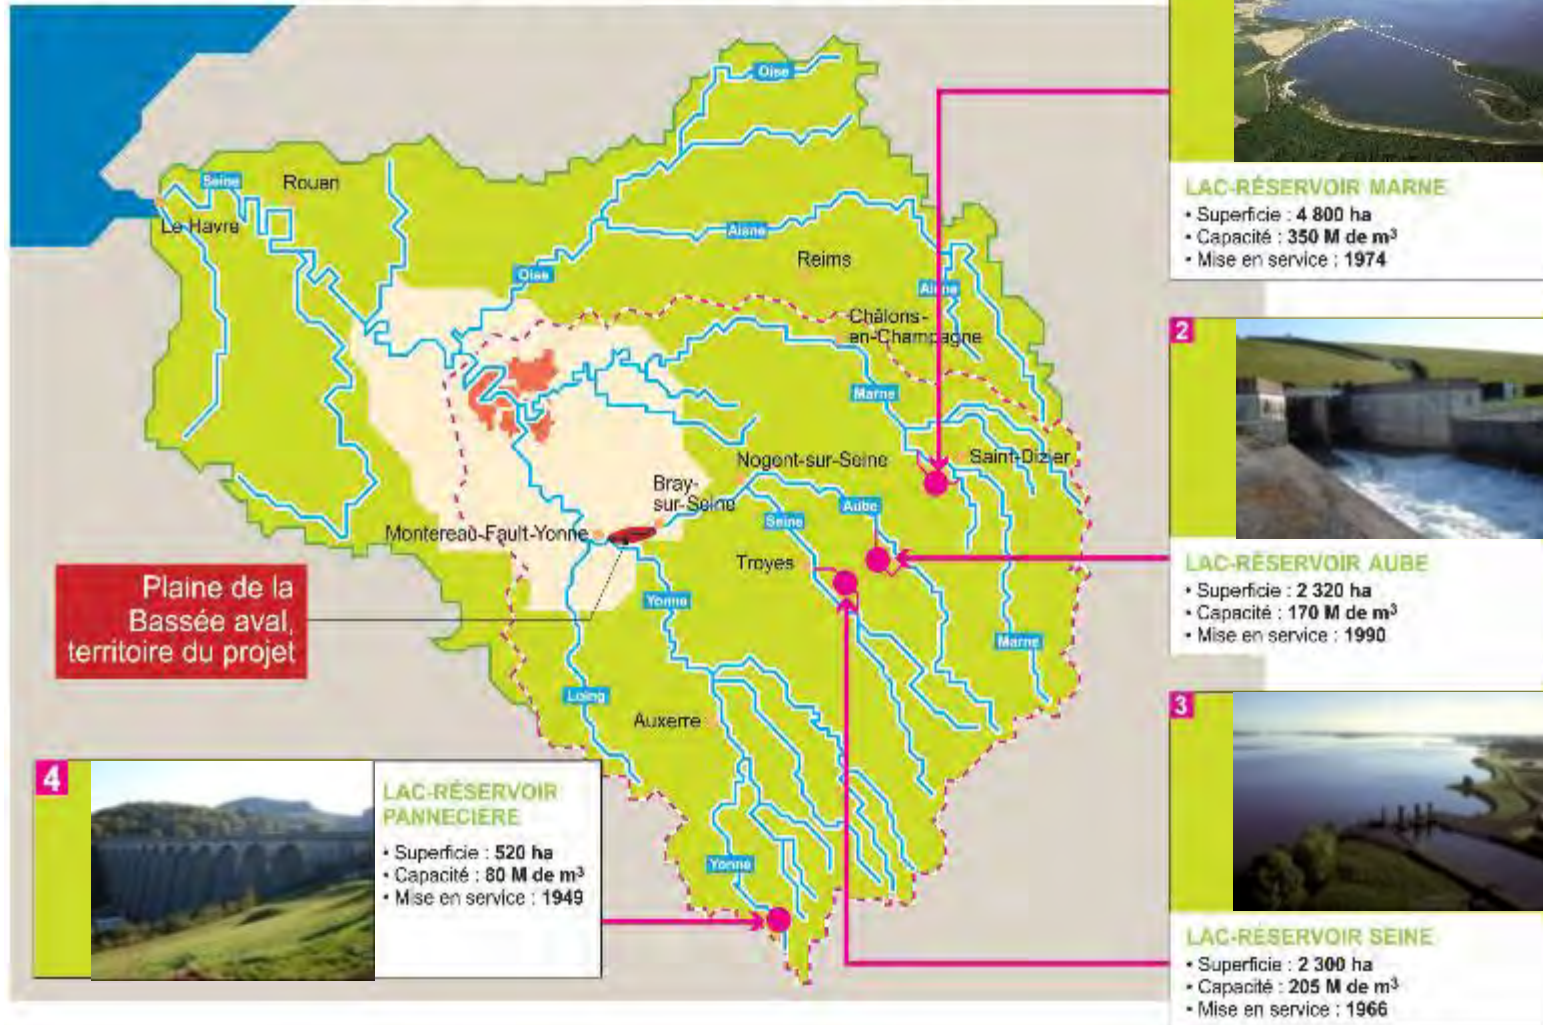 Oise
Seine
Rouen
Le Havre
Aisne
Reims
Oise
Aisne
Châlons-
en-Champagne
Marne
Nogent-sur-Seine
Saint-Dizier
Bray-
sur-Seine
Aube
Seine
Montereau-Fault-Yonne
Troyes
Plaine de la
Bassée aval,
territoire du projet
Yonne
Marne
Loing
Auxerre
Yonne
LAC-RÉSERVOIR MARNE
• Superficie : 4 800 ha
• Capacité : 350 M de m³
• Mise en service : 1974
2
LAC-RÉSERVOIR AUBE
• Superficie : 2 320 ha
• Capacité : 170 M de m³
• Mise en service : 1990
3
LAC-RÉSERVOIR SEINE
• Superficie : 2 300 ha
• Capacité : 205 M de m³
• Mise en service : 1966
4
LAC-RÉSERVOIR
PANNECIERE
• Superficie : 520 ha
• Capacité : 80 M de m³
• Mise en service : 1949